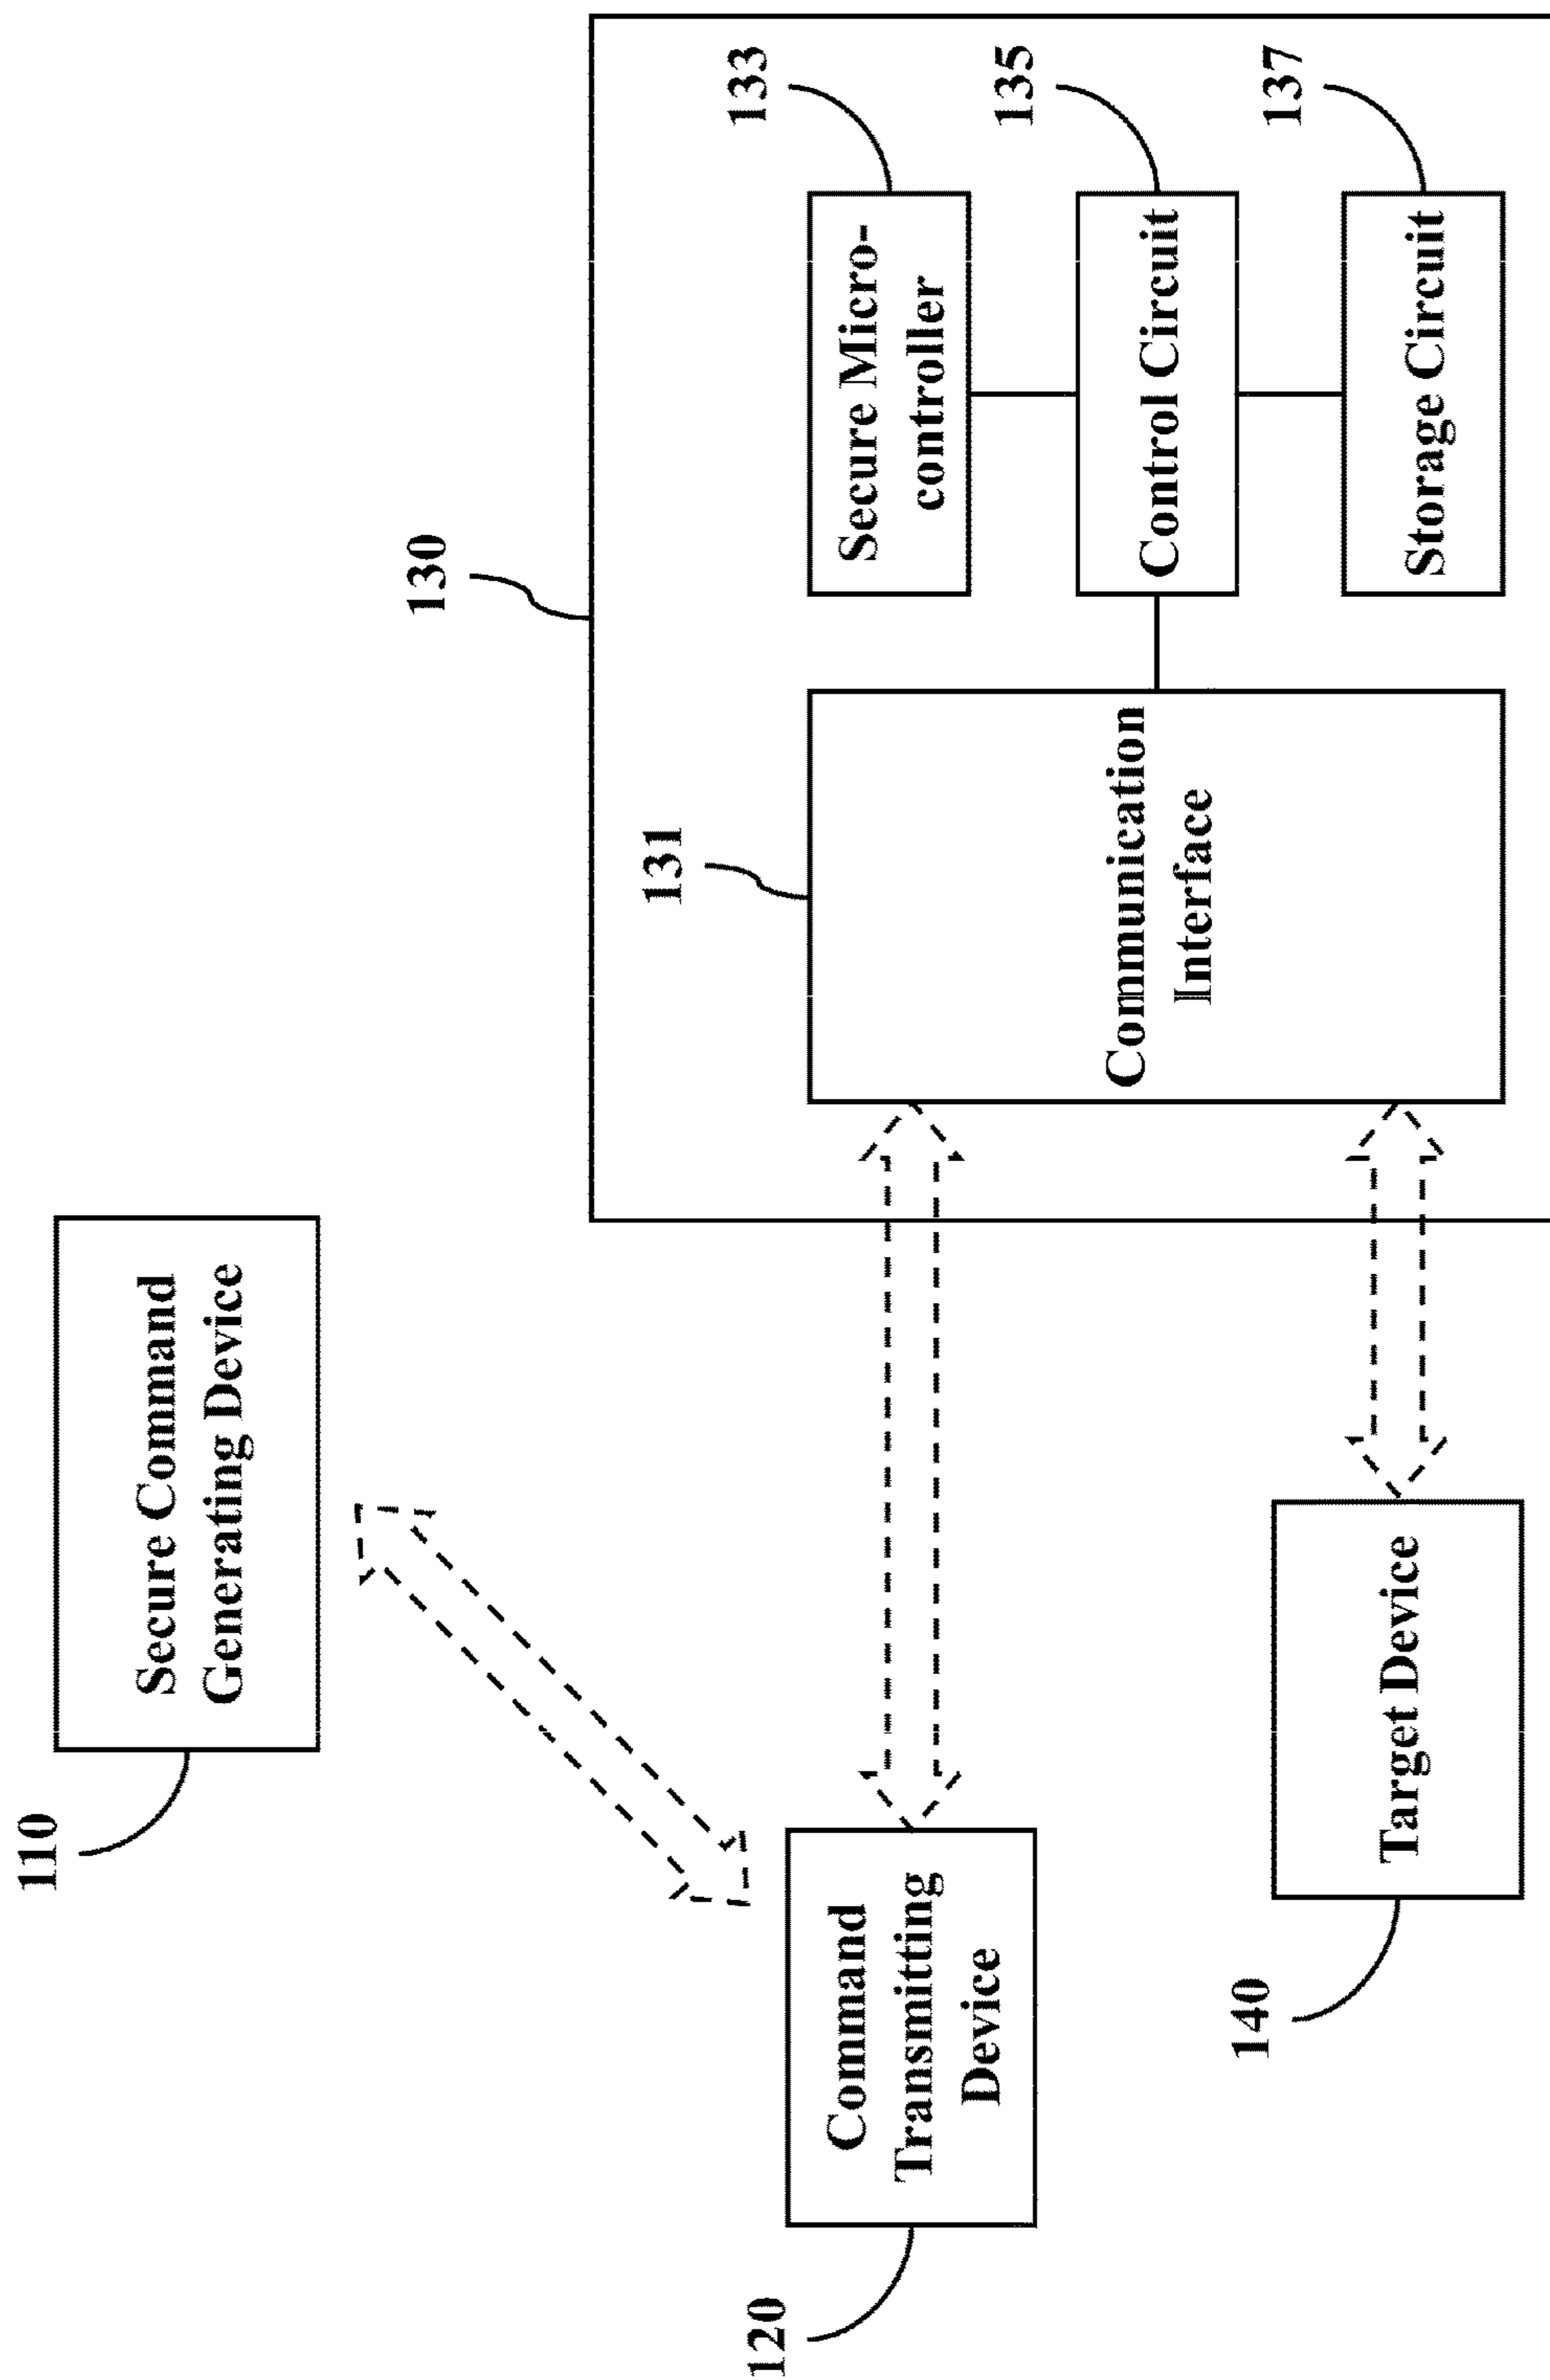 110
Secure Command
Generating Device
130
131
133
Secure Micro-
controller
120
Command
Transmitting
Device
Communication
Interface
135
Control Circuit
140
Target Device
137
Storage Circuit